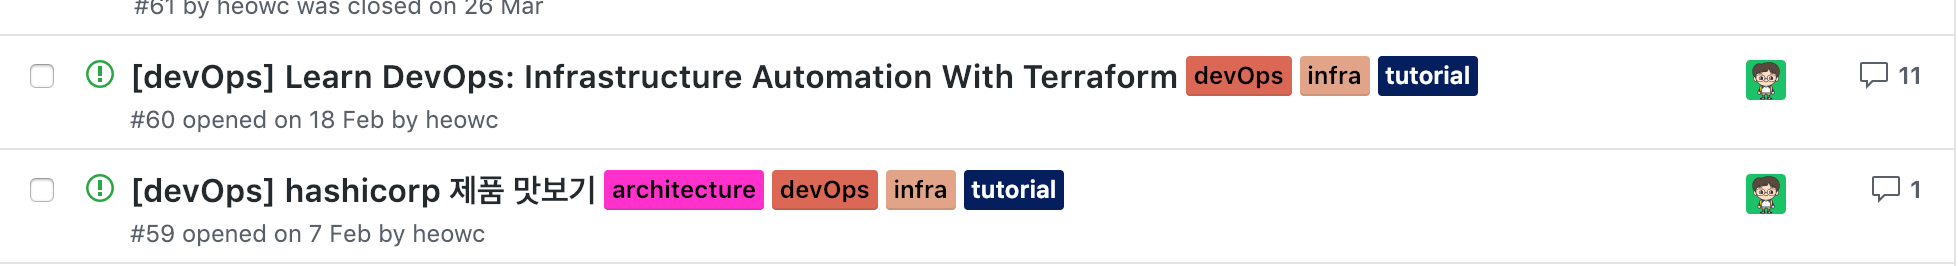 #61 by heowc was closed on 26 Mar
[devOps] Learn DevOps: Infrastructure Automation With Terraform devOps infra tutorial 11
#60 opened on 18 Feb by heowc
[devOps] hashicorp 제품 맛보기 architecture devOps infra tutorial 1
#59 opened on 7 Feb by heowc